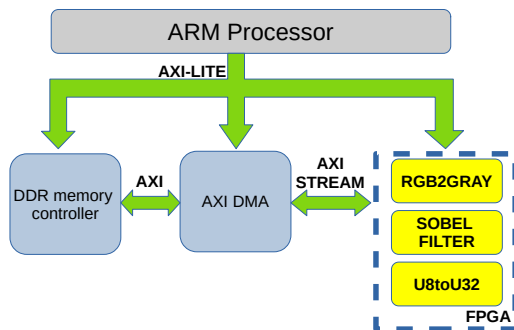 ARM Processor
AXI-LITE
DDR memory
controller
AXI
AXI DMA
AXI
STREAM
RGB2GRAY
SOBEL
FILTER
U8toU32
FPGA